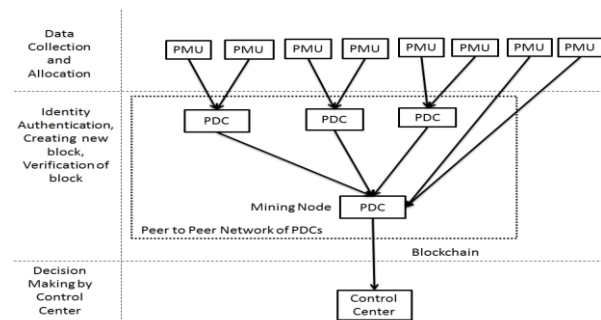 Data
Collection
and
Allocation
PMU PMU PMU PMU PMU PMU PMU PMU
Identity
Authentication,
Creating new
block,
Verification of
block
PDC PDC PDC
Mining Node
PDC
Peer to Peer Network of PDCs
Blockchain
Decision
Making by
Control
Center
Control
Center